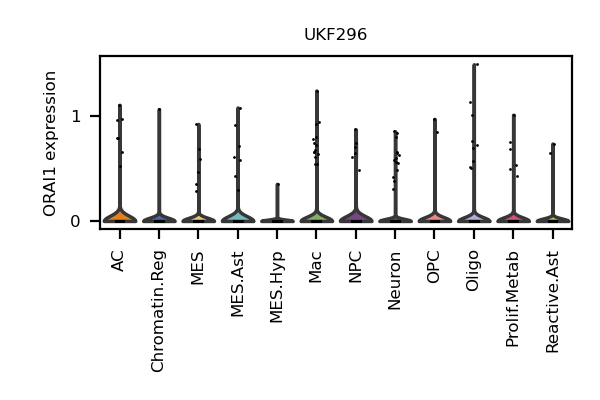 UKF296
ORAI1 expression
1
0
AC
Chromatin.Reg
MES
MES.Ast
MES.Hyp
Mac
NPC
Neuron
OPC
Oligo
Prolif.Metab
Reactive.Ast